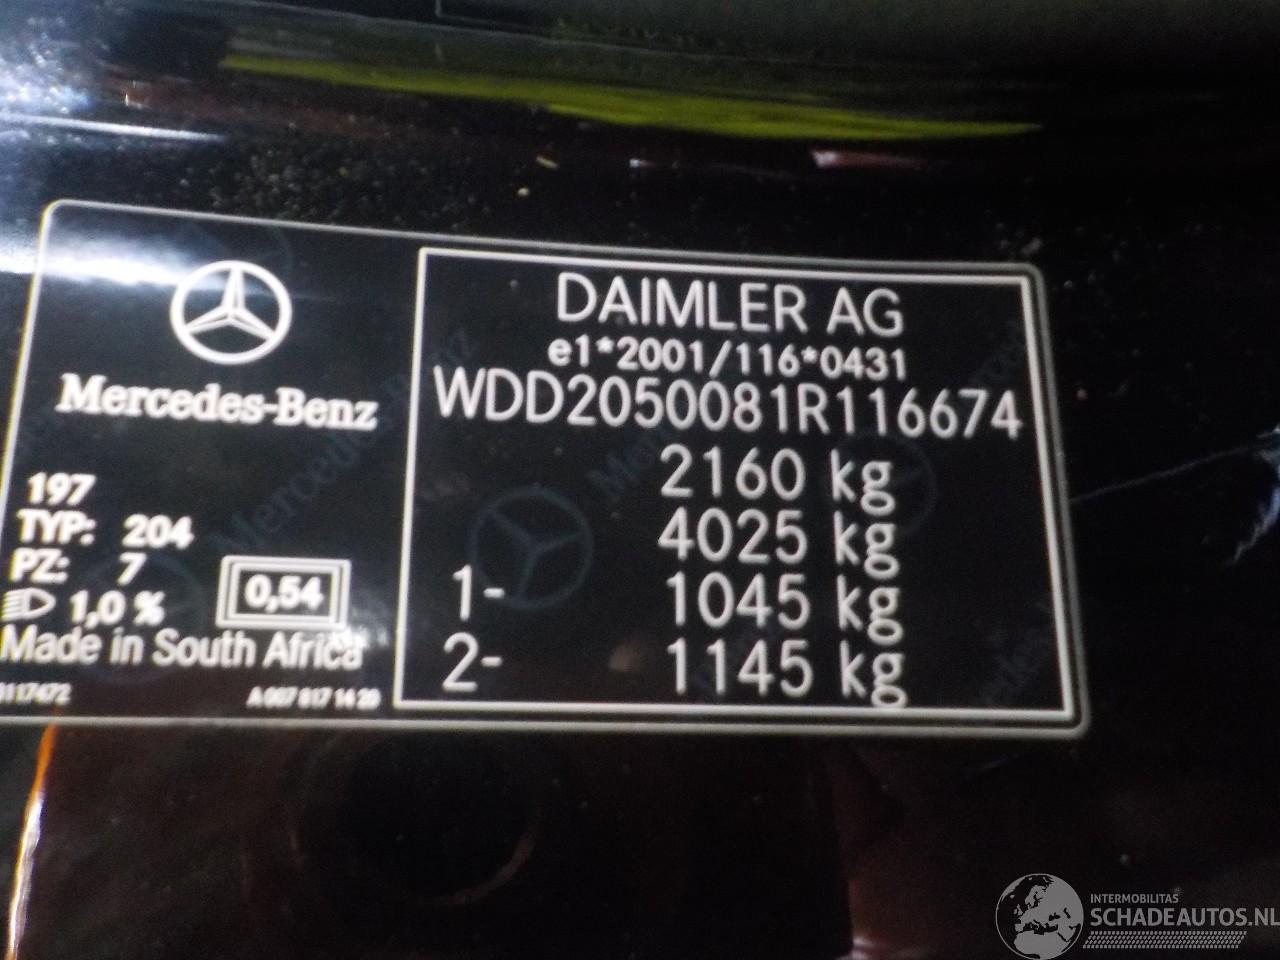 Mercedes-Benz
197
TYP: 204
PZ: 7
1,0 %
0,54
Made in South Africa
117472
A 007 817 14 20
DAIMLER AG
e1*2001/116*0431
WDD2050081R116674
2160 kg
4025 kg
1- 1045 kg
2- 1145 kg
INTERMOBILITAS
SCHADEAUTOS.NL